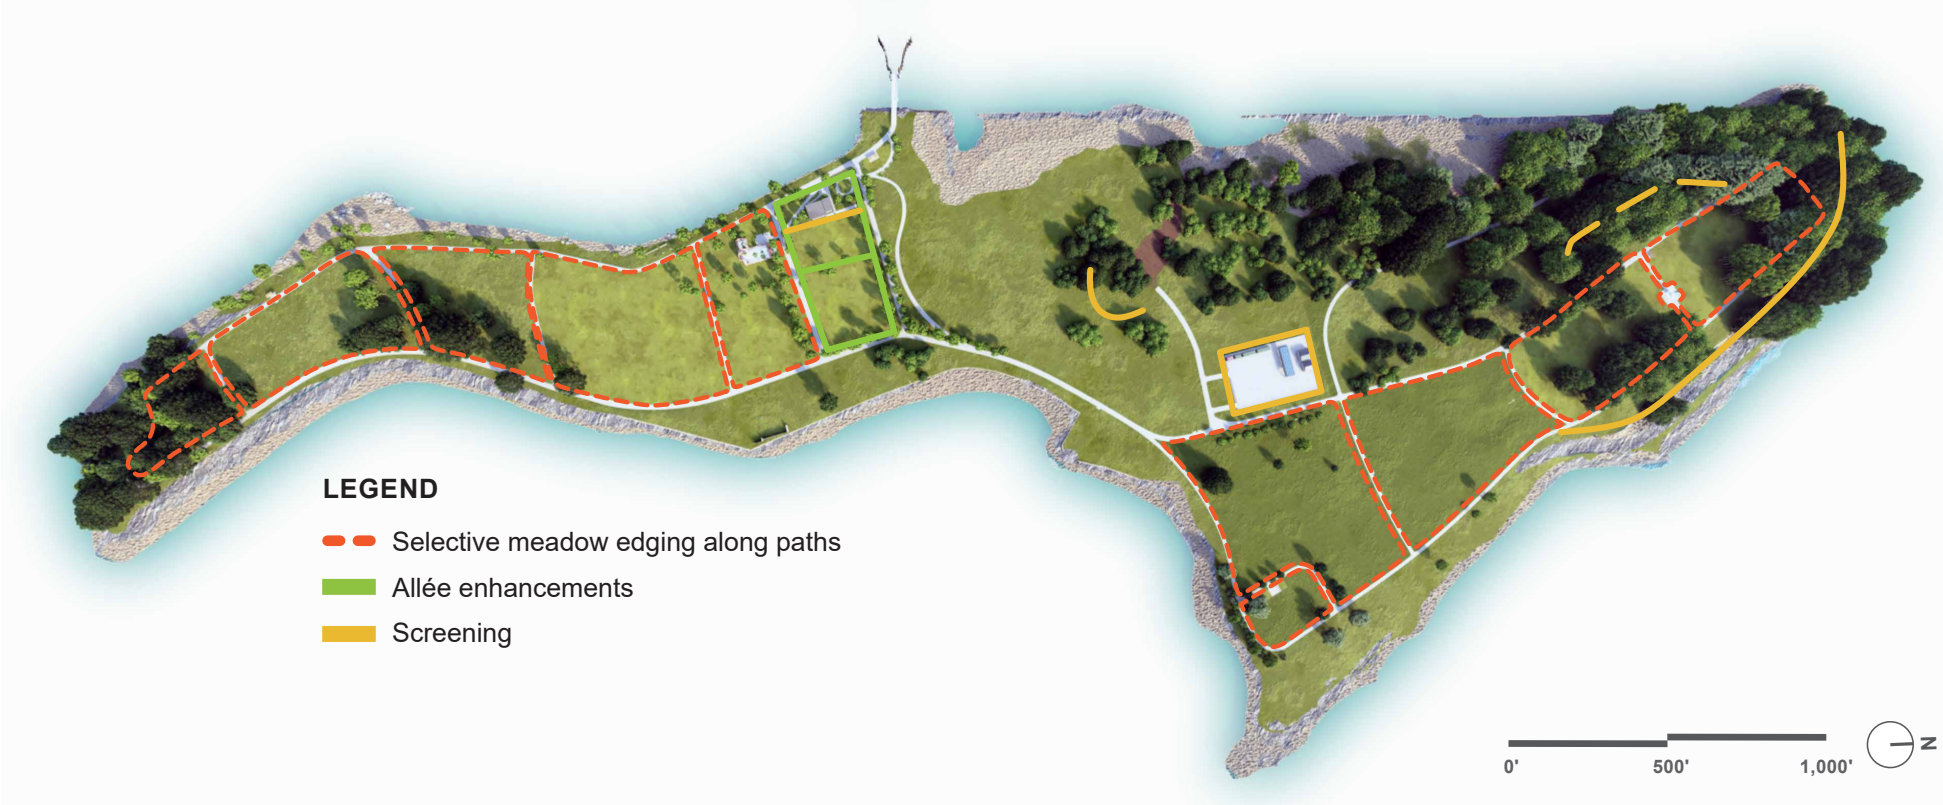 LEGEND
Selective meadow edging along paths
Allée enhancements
Screening
0' 500' 1,000'
N